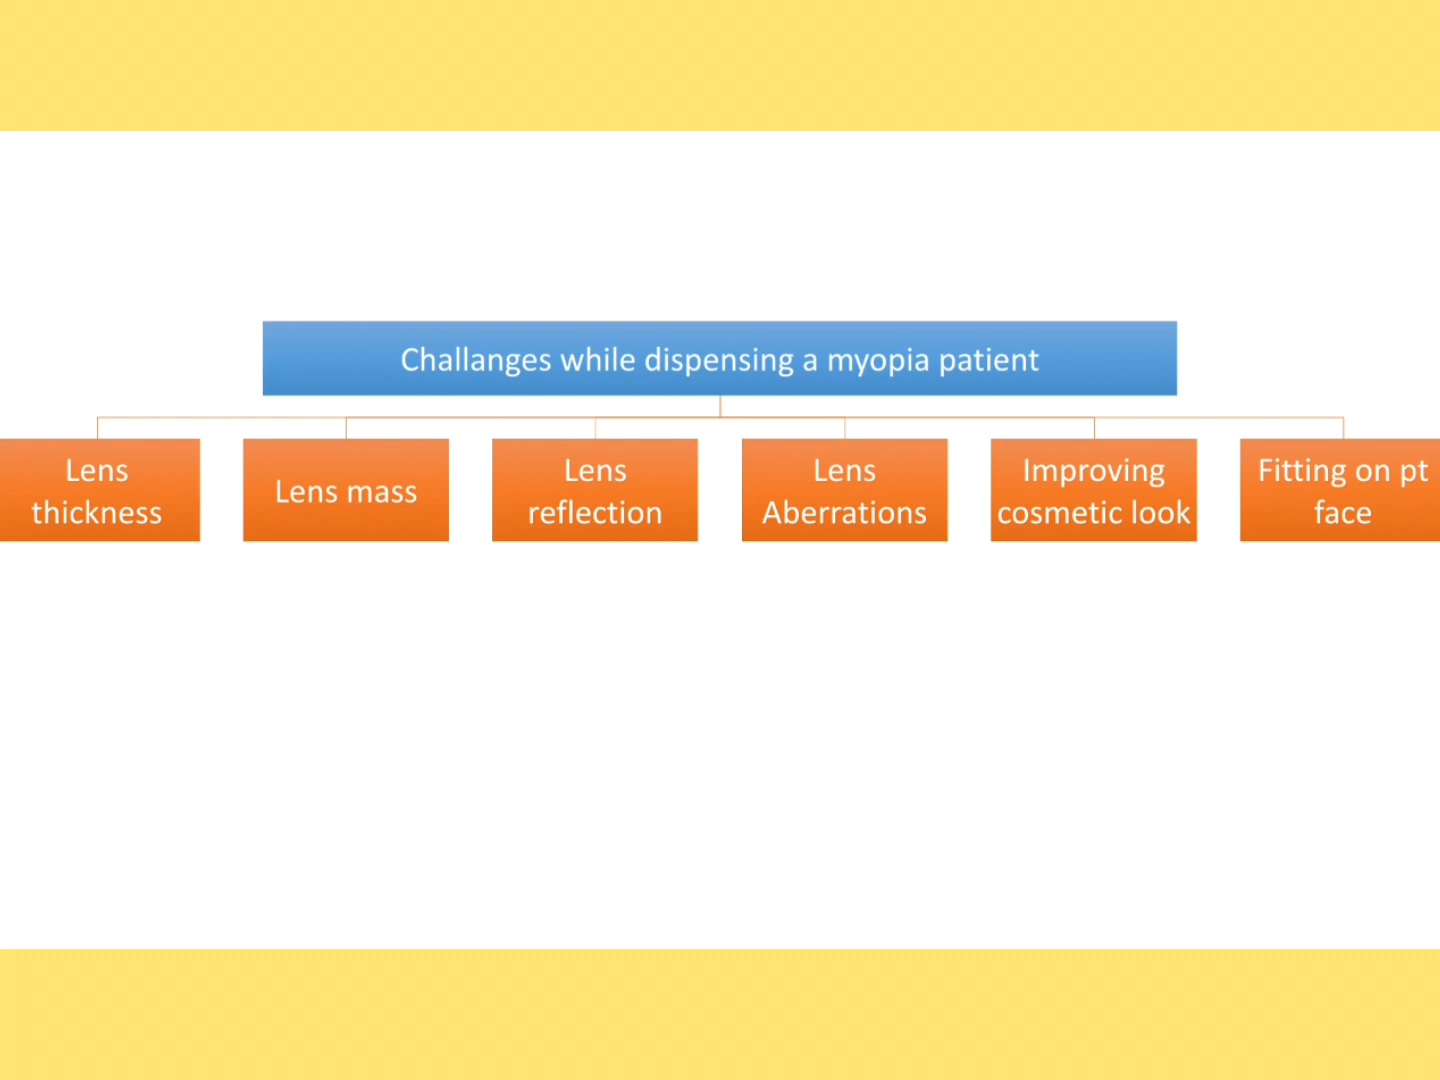 Challanges while dispensing a myopia patient
Lens
thickness
Lens mass
Lens
reflection
Lens
Aberrations
Improving
cosmetic look
Fitting on pt
face